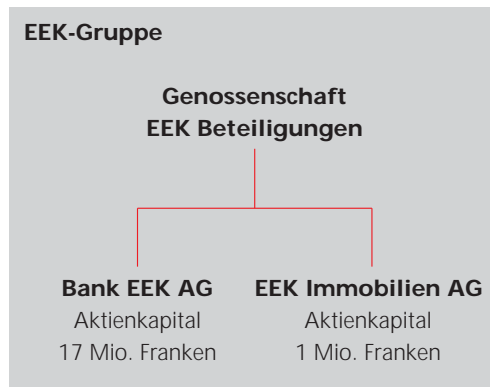 EEK-Gruppe
Genossenschaft
EEK Beteiligungen
Bank EEK AG
Aktienkapital
17 Mio. Franken
EEK Immobilien AG
Aktienkapital
1 Mio. Franken